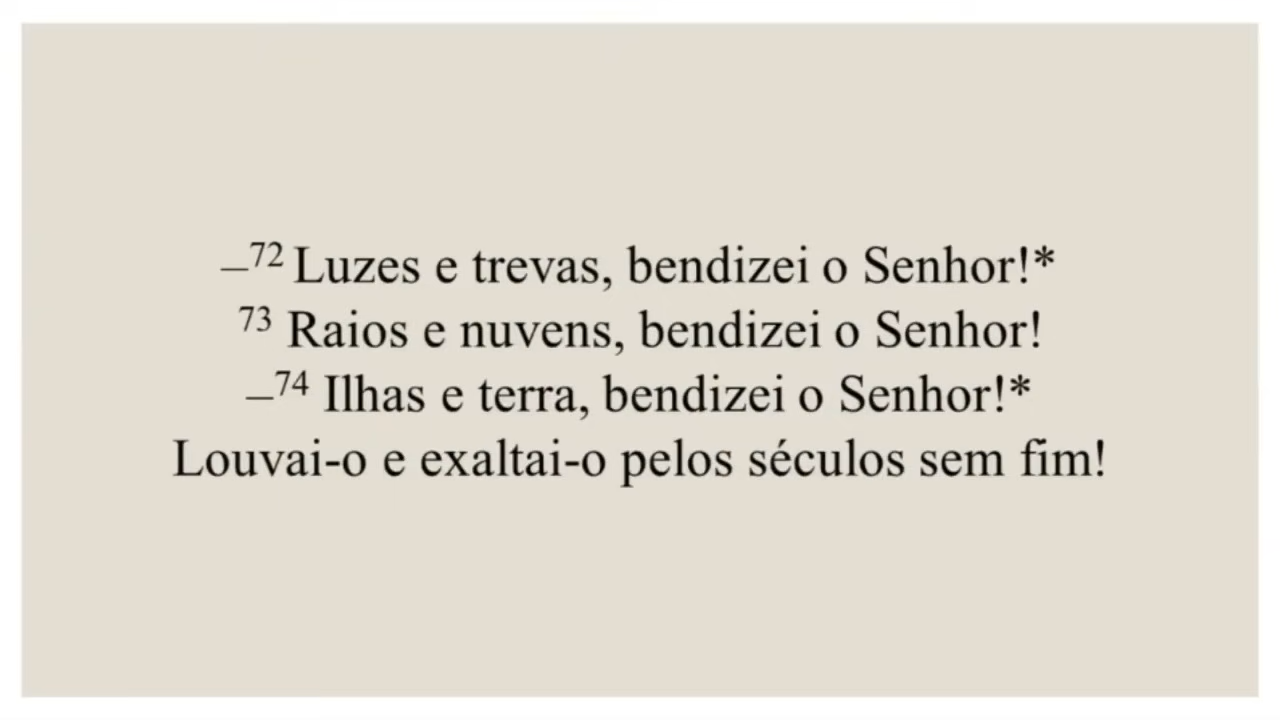 –72 Luzes e trevas, bendizei o Senhor!*
73 Raios e nuvens, bendizei o Senhor!
–74 Ilhas e terra, bendizei o Senhor!*
Louvai-o e exaltai-o pelos séculos sem fim!